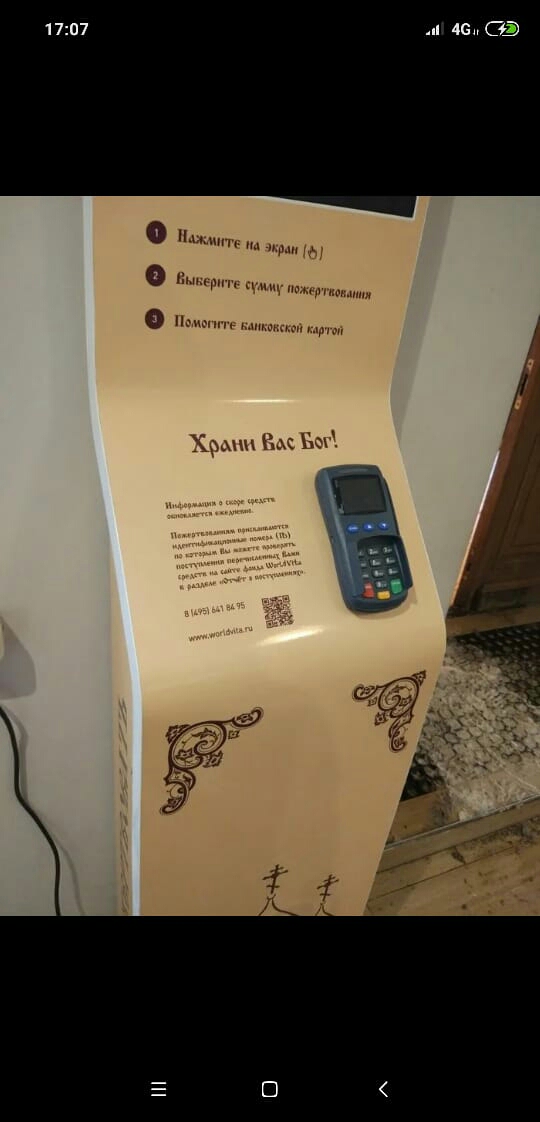 17:07
4G
1 Нажмите на экран
2 Выберите сумму пожертвования
3 Помогите банковской картой
Храни Вас Бог!
Информация о скоре средств
обновляется ежедневно.
Пожертвованиям присваиваются
идентификационные номера (ID)
по которым Вы можете проверить
поступления перечисленных Вами
средств на сайте фонда WorldVita
в разделе «Отчёт о поступлениях».
8 (495) 641 84 95
www.worldvita.ru